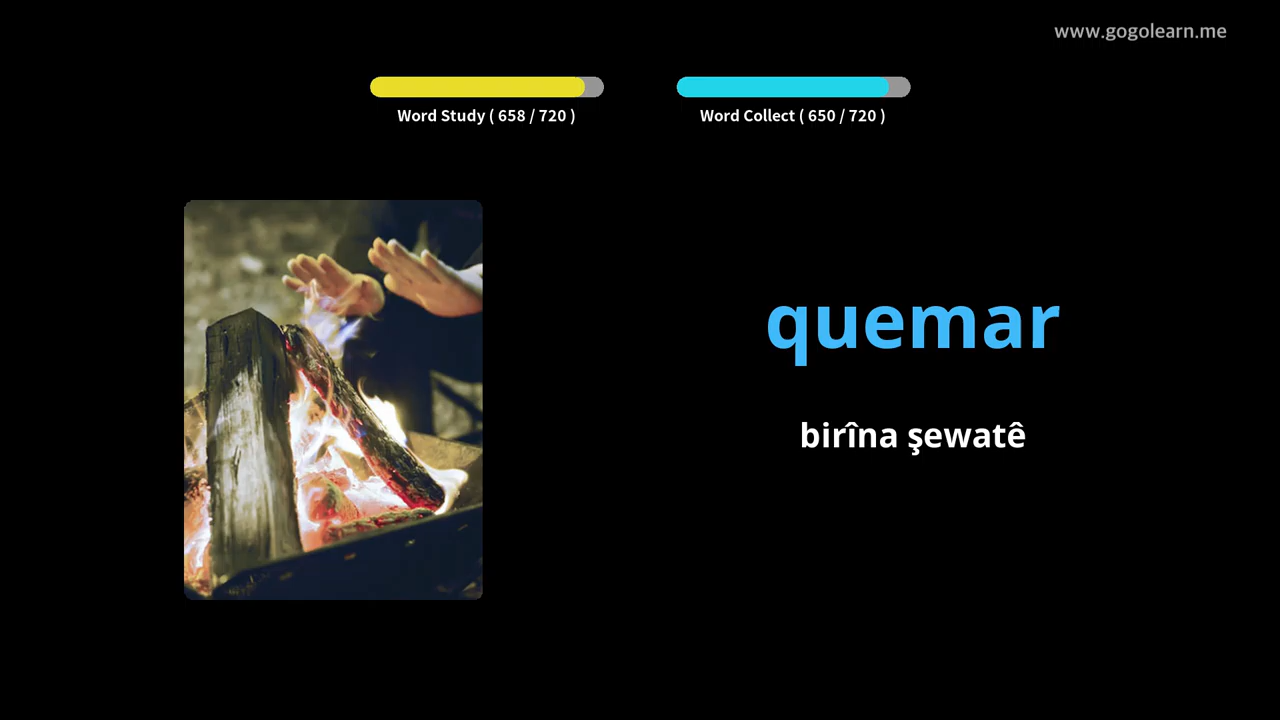 www.gogolearn.me
Word Study ( 658 / 720 )
Word Collect ( 650 / 720 )
quemar
birîna şewatê